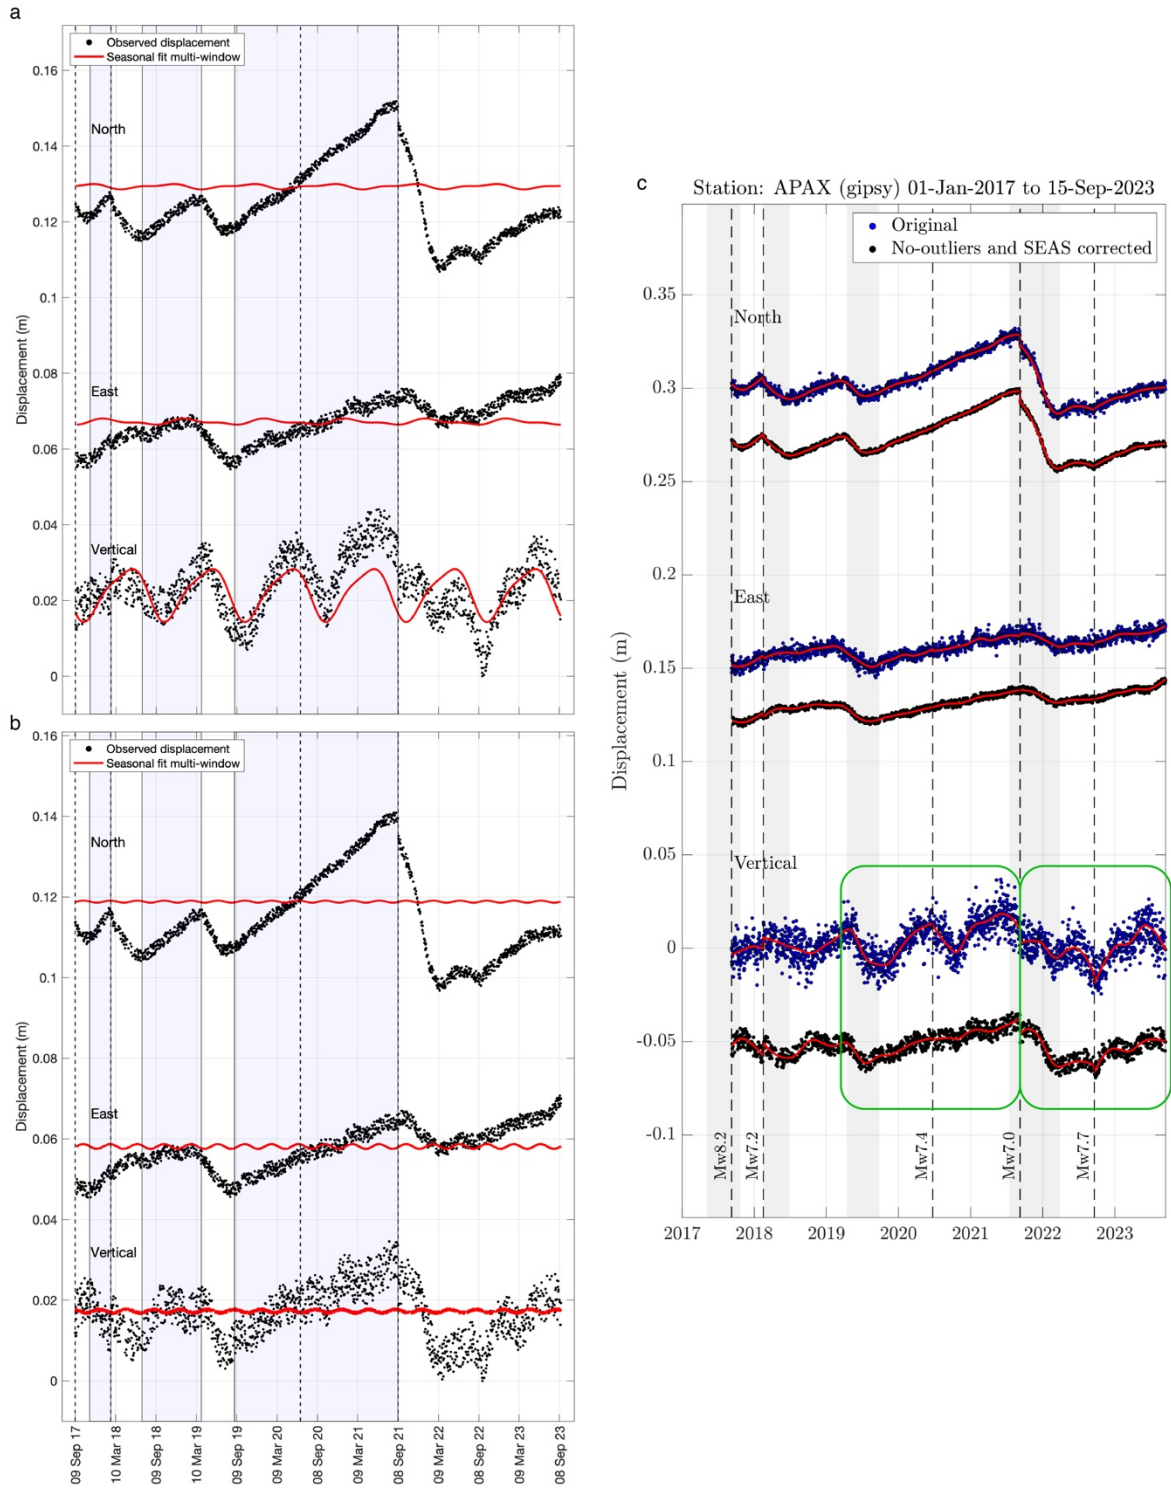 a
Observed displacement
Seasonal fit multi-window
0.16
North
0.14
0.12
0.1
Displacement (m)
0.08
East
0.06
0.04
Vertical
0.02
0
b
0.16
Observed displacement
Seasonal fit multi-window
0.14
North
0.12
0.1
Displacement (m)
0.08
East
0.06
0.04
Vertical
0.02
0
09 Sep 17
10 Mar 18
09 Sep 18
10 Mar 19
09 Sep 19
09 Mar 20
08 Sep 20
09 Mar 21
08 Sep 21
09 Mar 22
08 Sep 22
09 Mar 23
08 Sep 23
c
Station: APAX (gipsy) 01-Jan-2017 to 15-Sep-2023
Original
No-outliers and SEAS corrected
0.35
North
0.3
0.25
0.2
East
0.15
Displacement (m)
0.1
0.05
Vertical
0
-0.05
-0.1
Mw8.2
Mw7.2
Mw7.4
Mw7.0
Mw7.7
2017
2018
2019
2020
2021
2022
2023